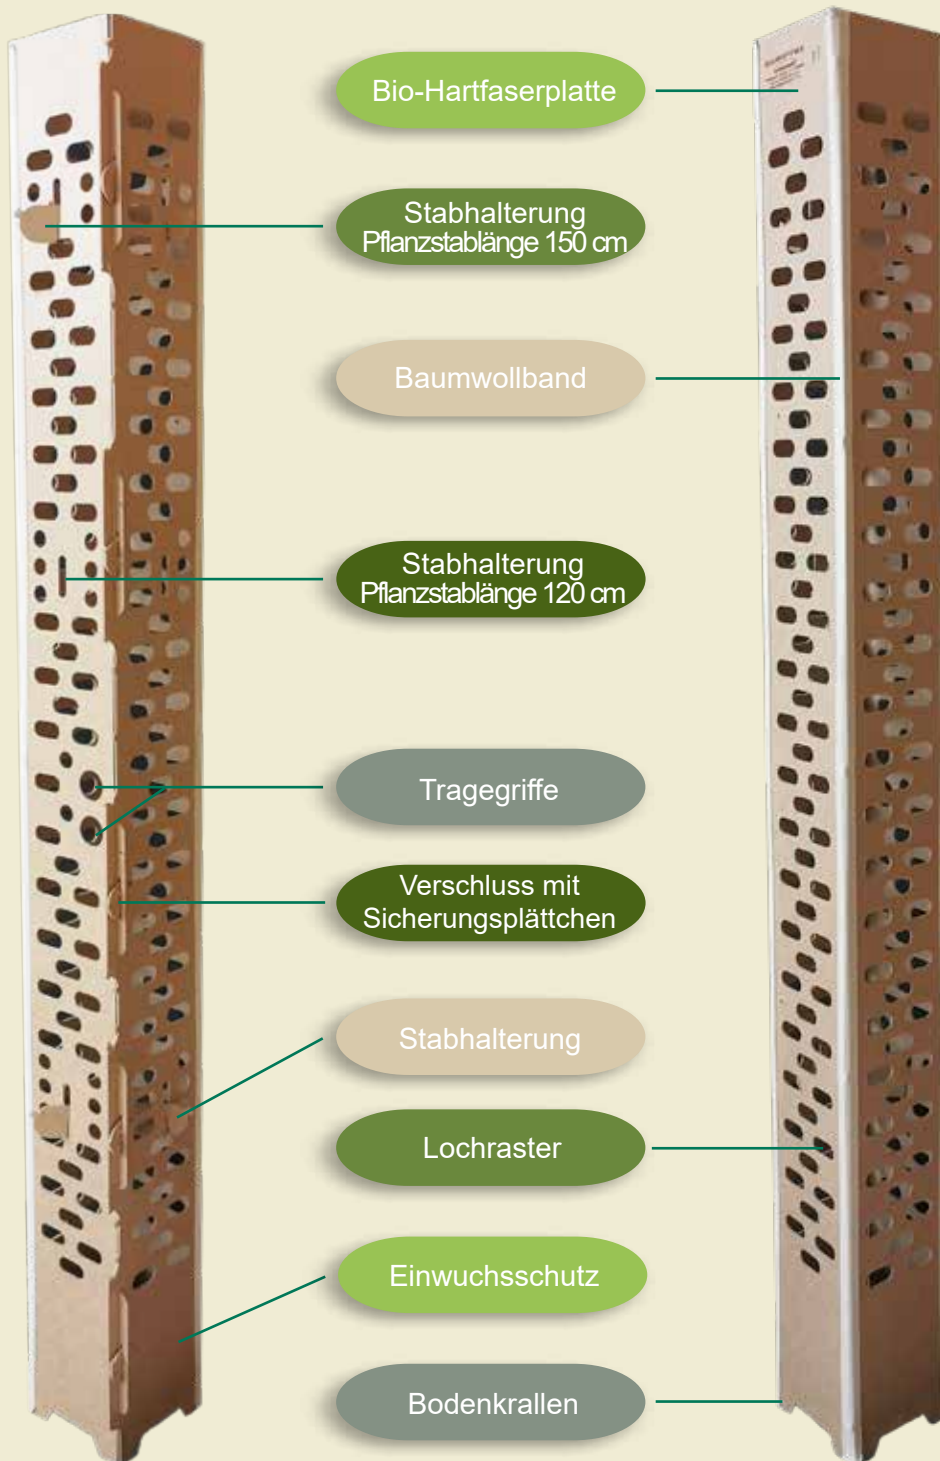 Bio-Hartfaserplatte
Stabhalterung
Pflanzstablänge 150 cm
Baumwollband
Stabhalterung
Pflanzstablänge 120 cm
Tragegriffe
Verschluss mit
Sicherungsplättchen
Stabhalterung
Lochraster
Einwuchsschutz
Bodenkrallen